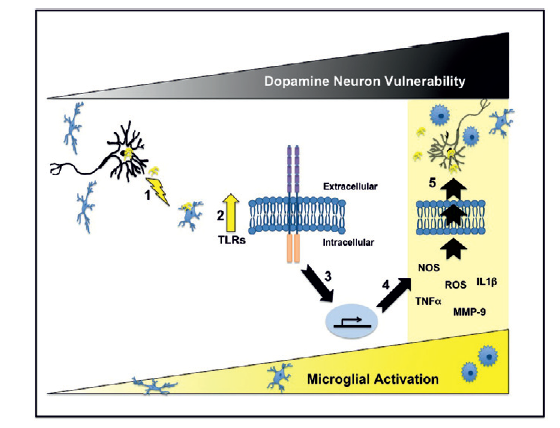 Dopamine Neuron Vulnerability
1
2
TLRs
Extracellular
Intracellular
3
4
5
NOS
ROS
IL1β
TNFα
MMP-9
Microglial Activation